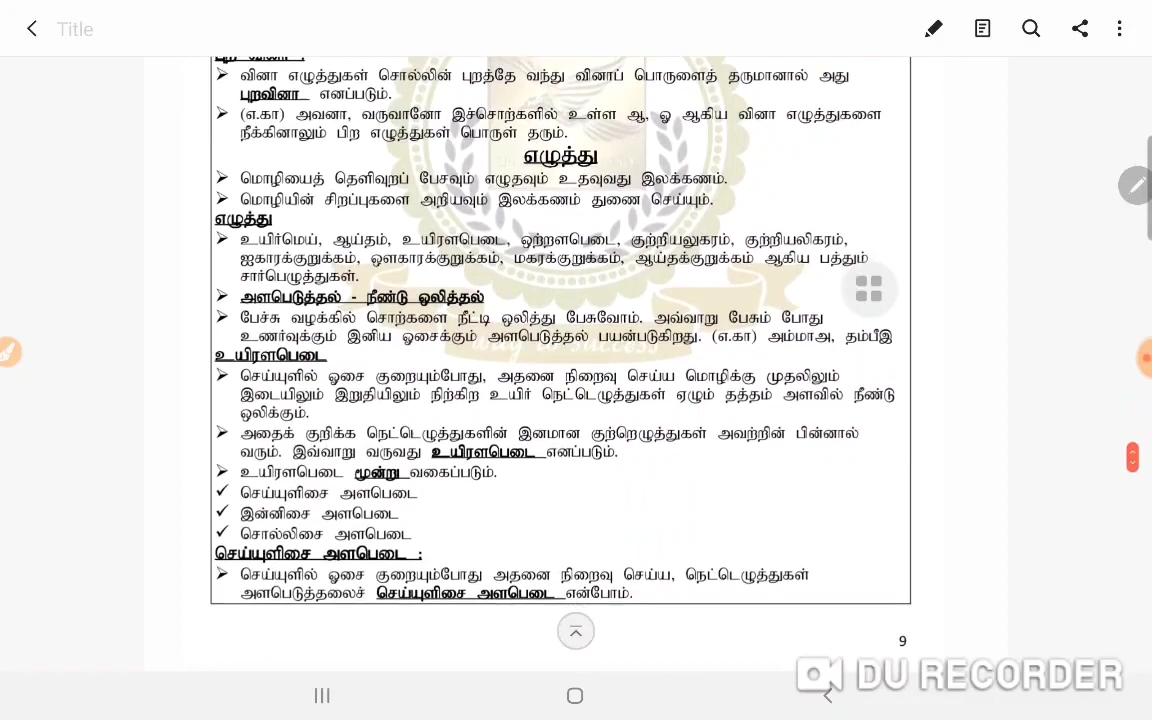 Title
புற வினா :
➢ வினா எழுத்துகள் சொல்லின் புறத்தே வந்து வினாப் பொருளைத் தருமானால் அது
புறவினா எனப்படும்.
➢ (எ.கா) அவனா, வருவானோ இச்சொற்களில் உள்ள ஆ, ஓ ஆகிய வினா எழுத்துகளை
நீக்கினாலும் பிற எழுத்துகள் பொருள் தரும்.
எழுத்து
➢ மொழியைத் தெளிவுறப் பேசவும் எழுதவும் உதவுவது இலக்கணம்.
➢ மொழியின் சிறப்புகளை அறியவும் இலக்கணம் துணை செய்யும்.
எழுத்து
➢ உயிர்மெய், ஆய்தம், உயிரளபெடை, ஒற்றளபெடை, குற்றியலுகரம், குற்றியலிகரம்,
ஐகாரக்குறுக்கம், ஔகாரக்குறுக்கம், மகரக்குறுக்கம், ஆய்தக்குறுக்கம் ஆகிய பத்தும்
சார்பெழுத்துகள்.
➢ அளபெடுத்தல் - நீண்டு ஒலித்தல்
➢ பேச்சு வழக்கில் சொற்களை நீட்டி ஒலித்து பேசுவோம். அவ்வாறு பேசும் போது
உணர்வுக்கும் இனிய ஓசைக்கும் அளபெடுத்தல் பயன்படுகிறது. (எ.கா) அம்மாஅ, தம்பீஇ
way to success
உயிரளபெடை
➢ செய்யுளில் ஓசை குறையும்போது, அதனை நிறைவு செய்ய மொழிக்கு முதலிலும்
இடையிலும் இறுதியிலும் நிற்கிற உயிர் நெட்டெழுத்துகள் ஏழும் தத்தம் அளவில் நீண்டு
ஒலிக்கும்.
➢ அதைக் குறிக்க நெட்டெழுத்துகளின் இனமான குற்றெழுத்துகள் அவற்றின் பின்னால்
வரும். இவ்வாறு வருவது உயிரளபெடை எனப்படும்.
➢ உயிரளபெடை மூன்று வகைப்படும்.
✓ செய்யுளிசை அளபெடை
✓ இன்னிசை அளபெடை
✓ சொல்லிசை அளபெடை
செய்யுளிசை அளபெடை :
➢ செய்யுளில் ஓசை குறையும்போது அதனை நிறைவு செய்ய, நெட்டெழுத்துகள்
அளபெடுத்தலைச் செய்யுளிசை அளபெடை என்போம்.
9
DU RECORDER